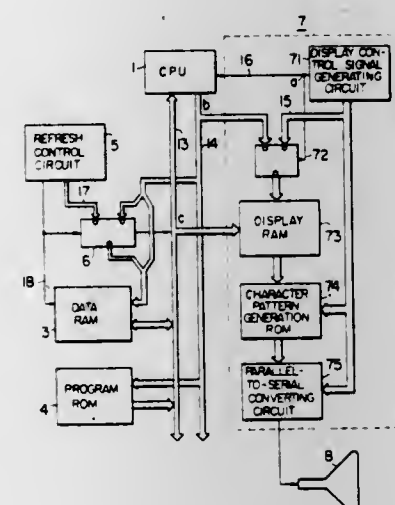 7
1
CPU
16
a
71
DISPLAY CONTROL SIGNAL GENERATING CIRCUIT
b
15
13
14
REFRESH CONTROL CIRCUIT
5
17
72
c
6
DISPLAY RAM
73
18
DATA RAM
3
CHARACTER PATTERN GENERATION ROM
74
PROGRAM ROM
4
PARALLEL-TO-SERIAL CONVERTING CIRCUIT
75
8